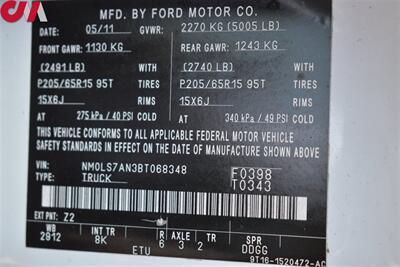 MFD. BY FORD MOTOR CO.
DATE: 05/11 GVWR: 2270 KG (5005 LB)
FRONT GAWR: 1130 KG REAR GAWR: 1243 KG
(2491 LB) WITH (2740 LB) WITH
P205/65R15 95T TIRES P205/65R15 95T TIRES
15X6J RIMS 15X6J RIMS
AT 275 kPa/ 40 PSI COLD AT 340 kPa/ 49 PSI COLD
THIS VEHICLE CONFORMS TO ALL APPLICABLE FEDERAL MOTOR VEHICLE
SAFETY STANDARDS IN EFFECT ON THE DATE OF MANUFACTURE SHOWN ABOVE.
VIN: NM0LS7AN3BT068348 F0398
TYPE: TRUCK T0343
EXT PNT: Z2
WB INT TR R AXLE TR SPR
2912 8K 6 3 2 DDGG
ETU 9T16-1520472-AC